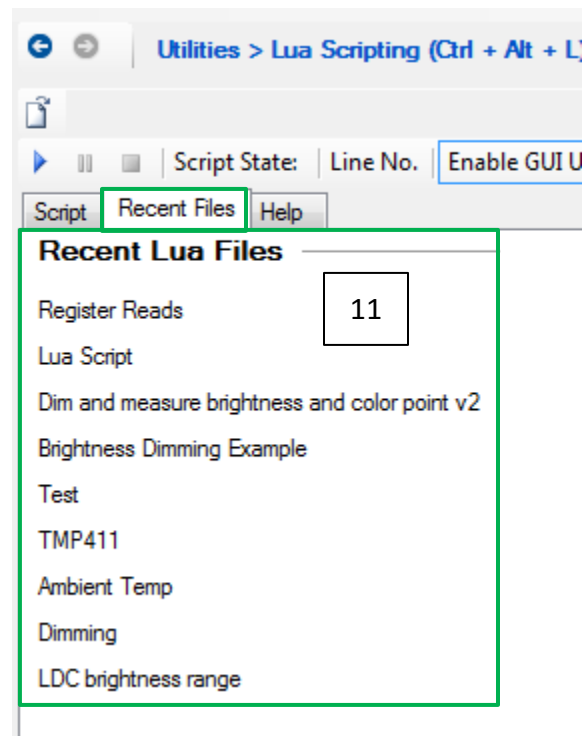 Utilities > Lua Scripting (Ctrl + Alt + L)
Script State: Line No. Enable GUI U
Script Recent Files Help
Recent Lua Files
Register Reads 11
Lua Script
Dim and measure brightness and color point v2
Brightness Dimming Example
Test
TMP411
Ambient Temp
Dimming
LDC brightness range